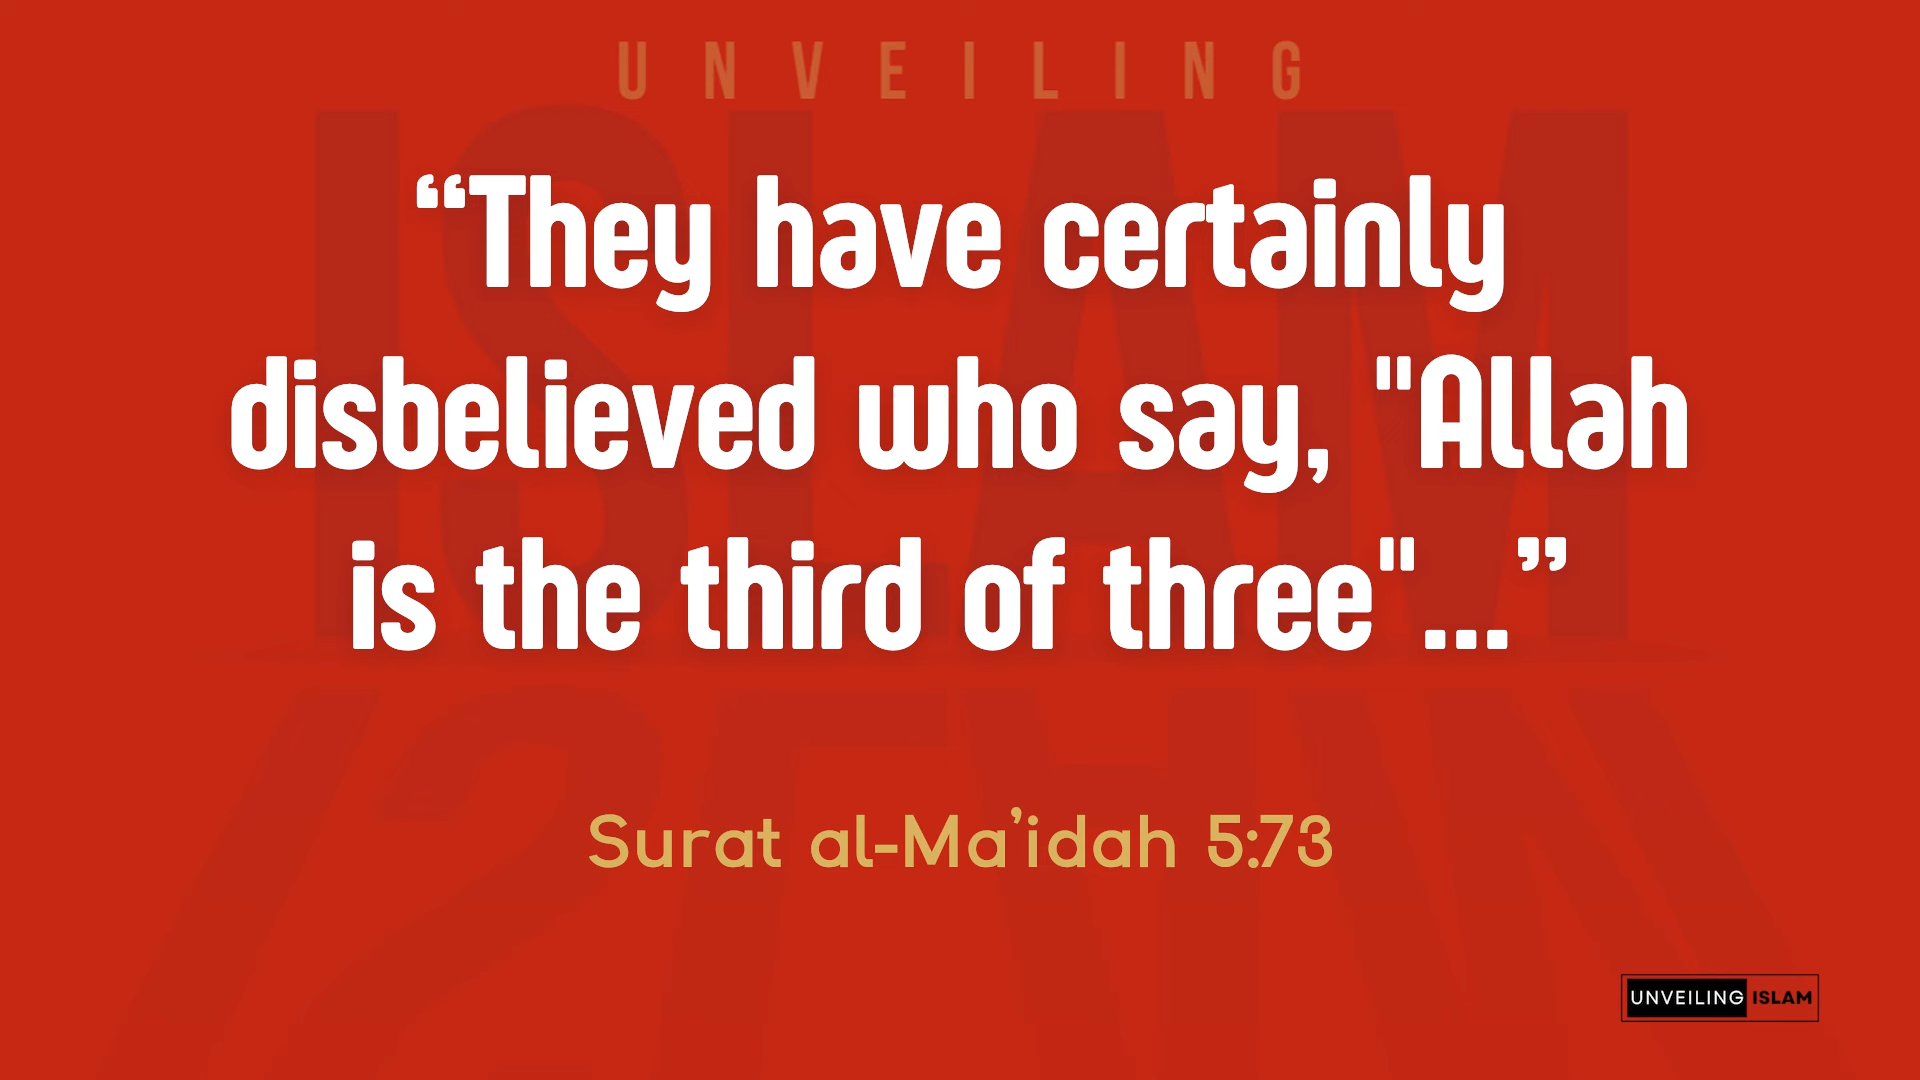 UNVEILING
ISLAM
“They have certainly
disbelieved who say, "Allah
is the third of three"...”
Surat al-Ma’idah 5:73
UNVEILING ISLAM